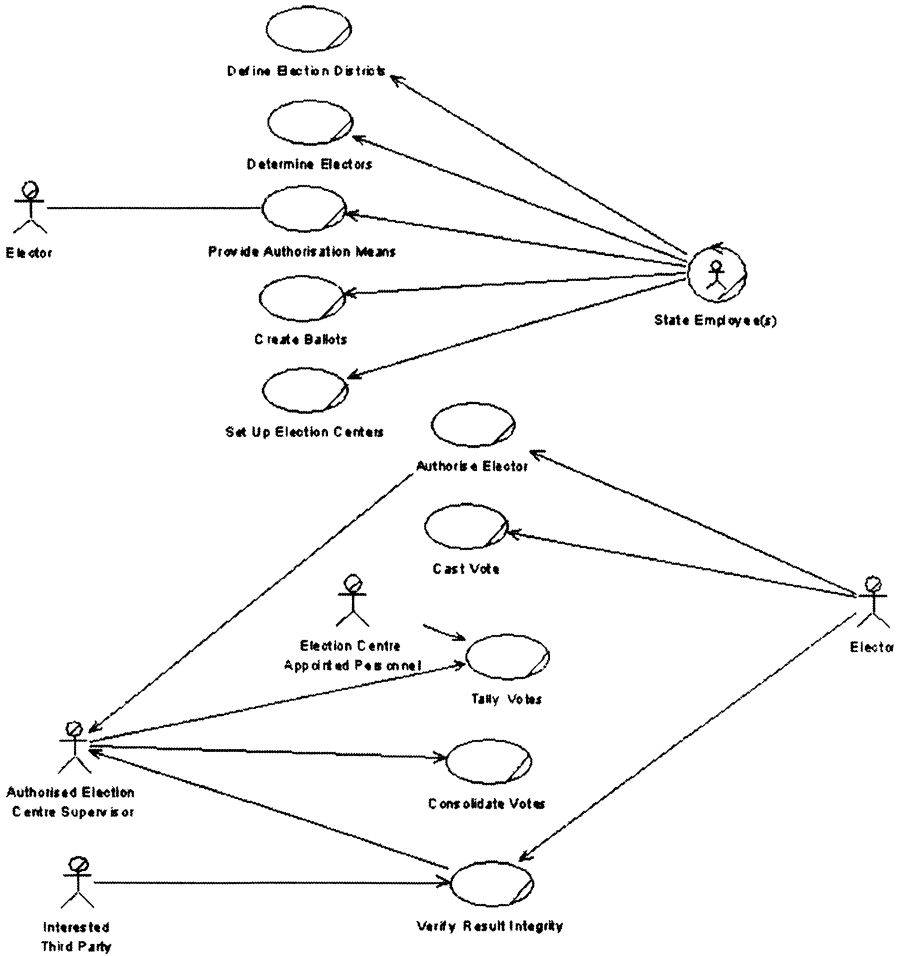 Define Election Districts
Determine Electors
Elector
Provide Authorisation Means
State Employee(s)
Create Ballots
Set Up Election Centers
Authorise Elector
Cast Vote
Election Centre
Appointed Personnel
Elector
Tally Votes
Authorised Election
Centre Supervisor
Consolidate Votes
Interested
Third Party
Verify Result Integrity